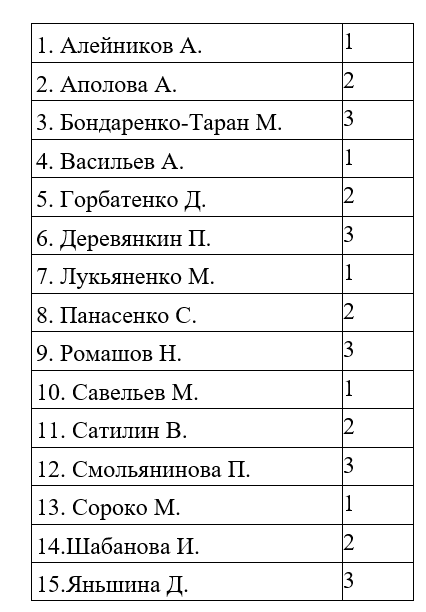 1. Алейников А. 1
2. Аполова А. 2
3. Бондаренко-Таран М. 3
4. Васильев А. 1
5. Горбатенко Д. 2
6. Деревянкин П. 3
7. Лукьяненко М. 1
8. Панасенко С. 2
9. Ромашов Н. 3
10. Савельев М. 1
11. Сатилин В. 2
12. Смольянинова П. 3
13. Сороко М. 1
14.Шабанова И. 2
15.Яньшина Д. 3